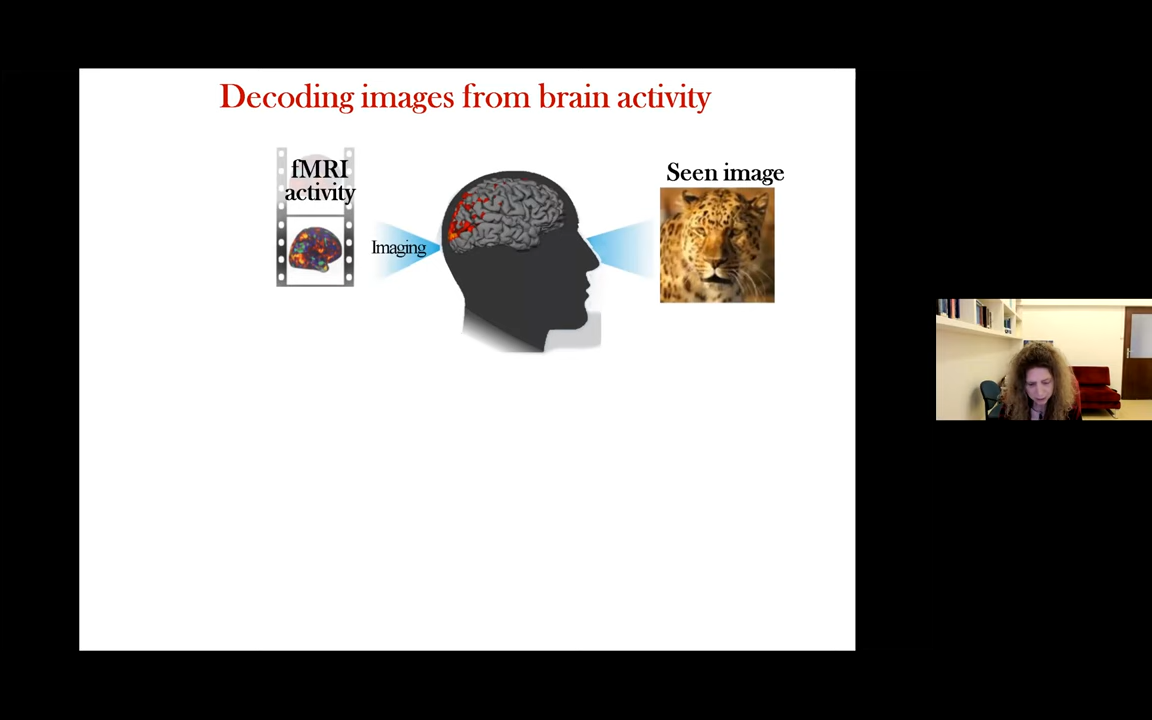 Decoding images from brain activity
fMRI
activity
Imaging
Seen image